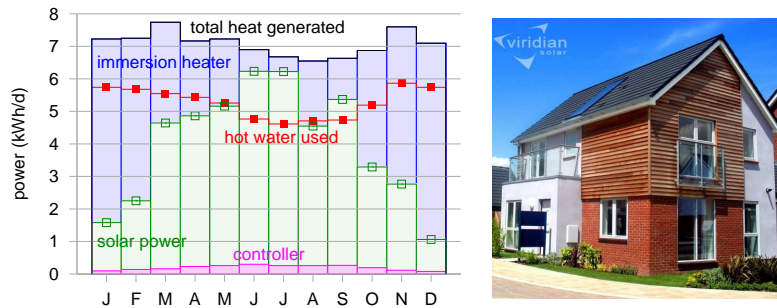 8
7
6
5
4
3
2
1
0
power (kWh/d)
total heat generated
immersion heater
hot water used
solar power
controller
J F M A M J J A S O N D
viridian
solar